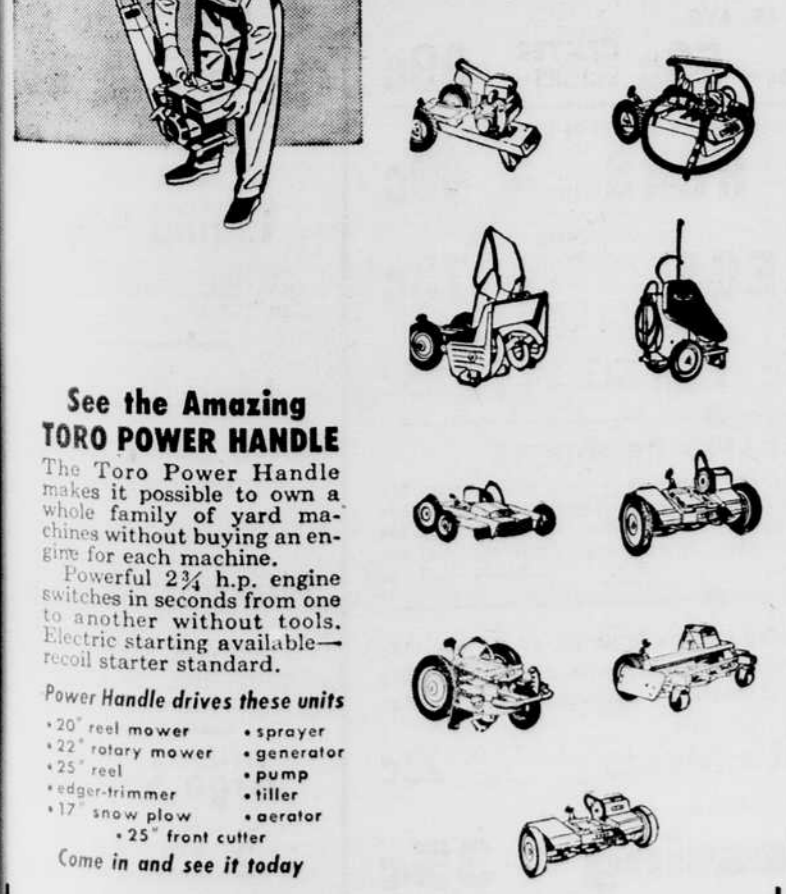 See the Amazing
TORO POWER HANDLE
The Toro Power Handle
makes it possible to own a
whole family of yard ma-
chines without buying an en-
gine for each machine.
Powerful 2¾ h.p. engine
switches in seconds from one
to another without tools.
Electric starting available—
recoil starter standard.
Power Handle drives these units
• 20" reel mower
• 22" rotary mower
• 25" reel
• edger-trimmer
• 17" snow plow
• sprayer
• generator
• pump
• tiller
• aerator
• 25" front cutter
Come in and see it today